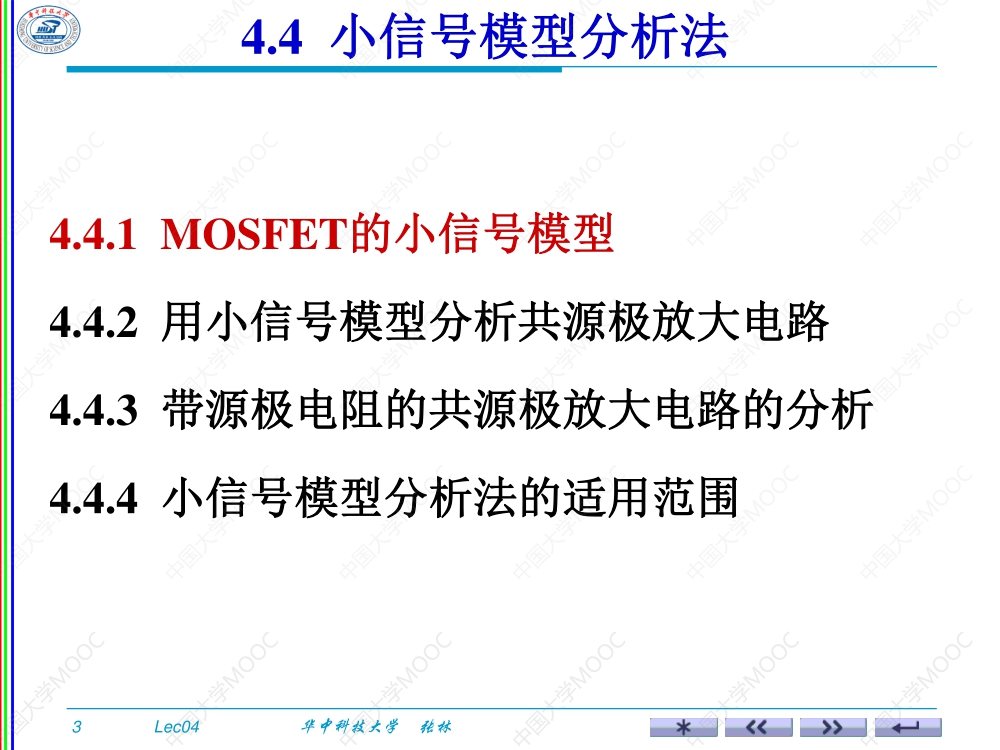 4.4 小信号模型分析法
4.4.1 MOSFET的小信号模型
4.4.2 用小信号模型分析共源极放大电路
4.4.3 带源极电阻的共源极放大电路的分析
4.4.4 小信号模型分析法的适用范围
3 Lec04 华中科技大学 张林
中国大学MOOC